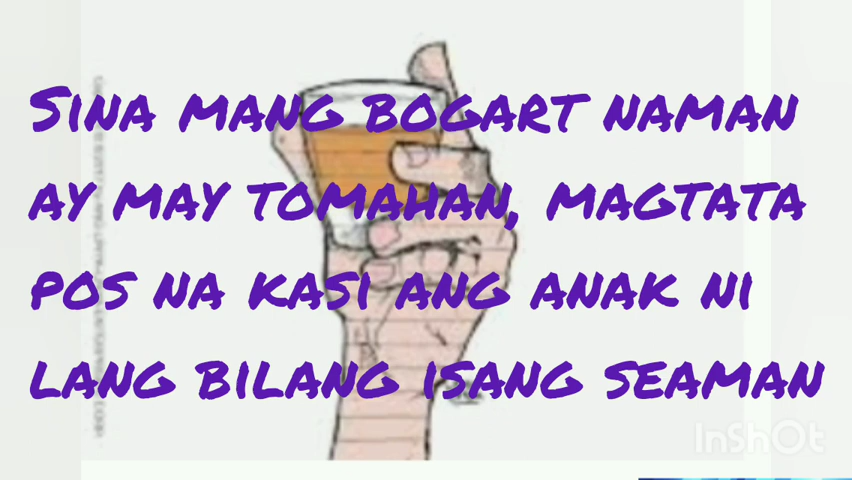 Sina mang bogart naman
ay may tomahan, magtata
pos na kasi ang anak ni
lang bilang isang seaman
InShOt